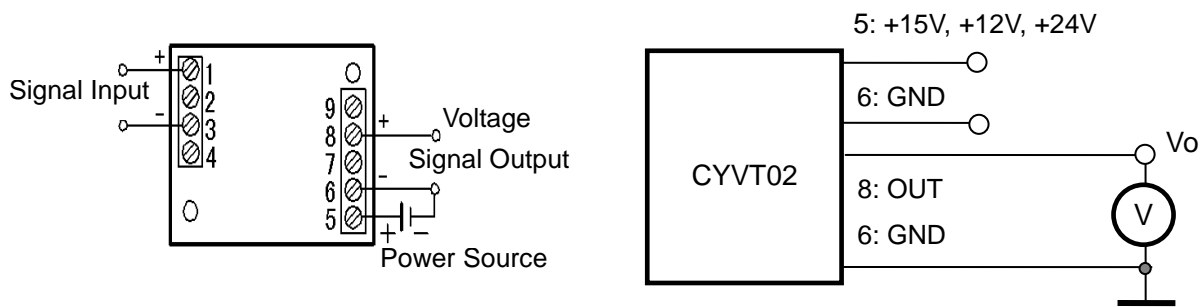 +
Signal Input
-
1
2
3
4
9
8
7
6
5
+
Voltage
Signal Output
-
+ -
Power Source
CYVT02
5: +15V, +12V, +24V
6: GND
Vo
8: OUT
V
6: GND